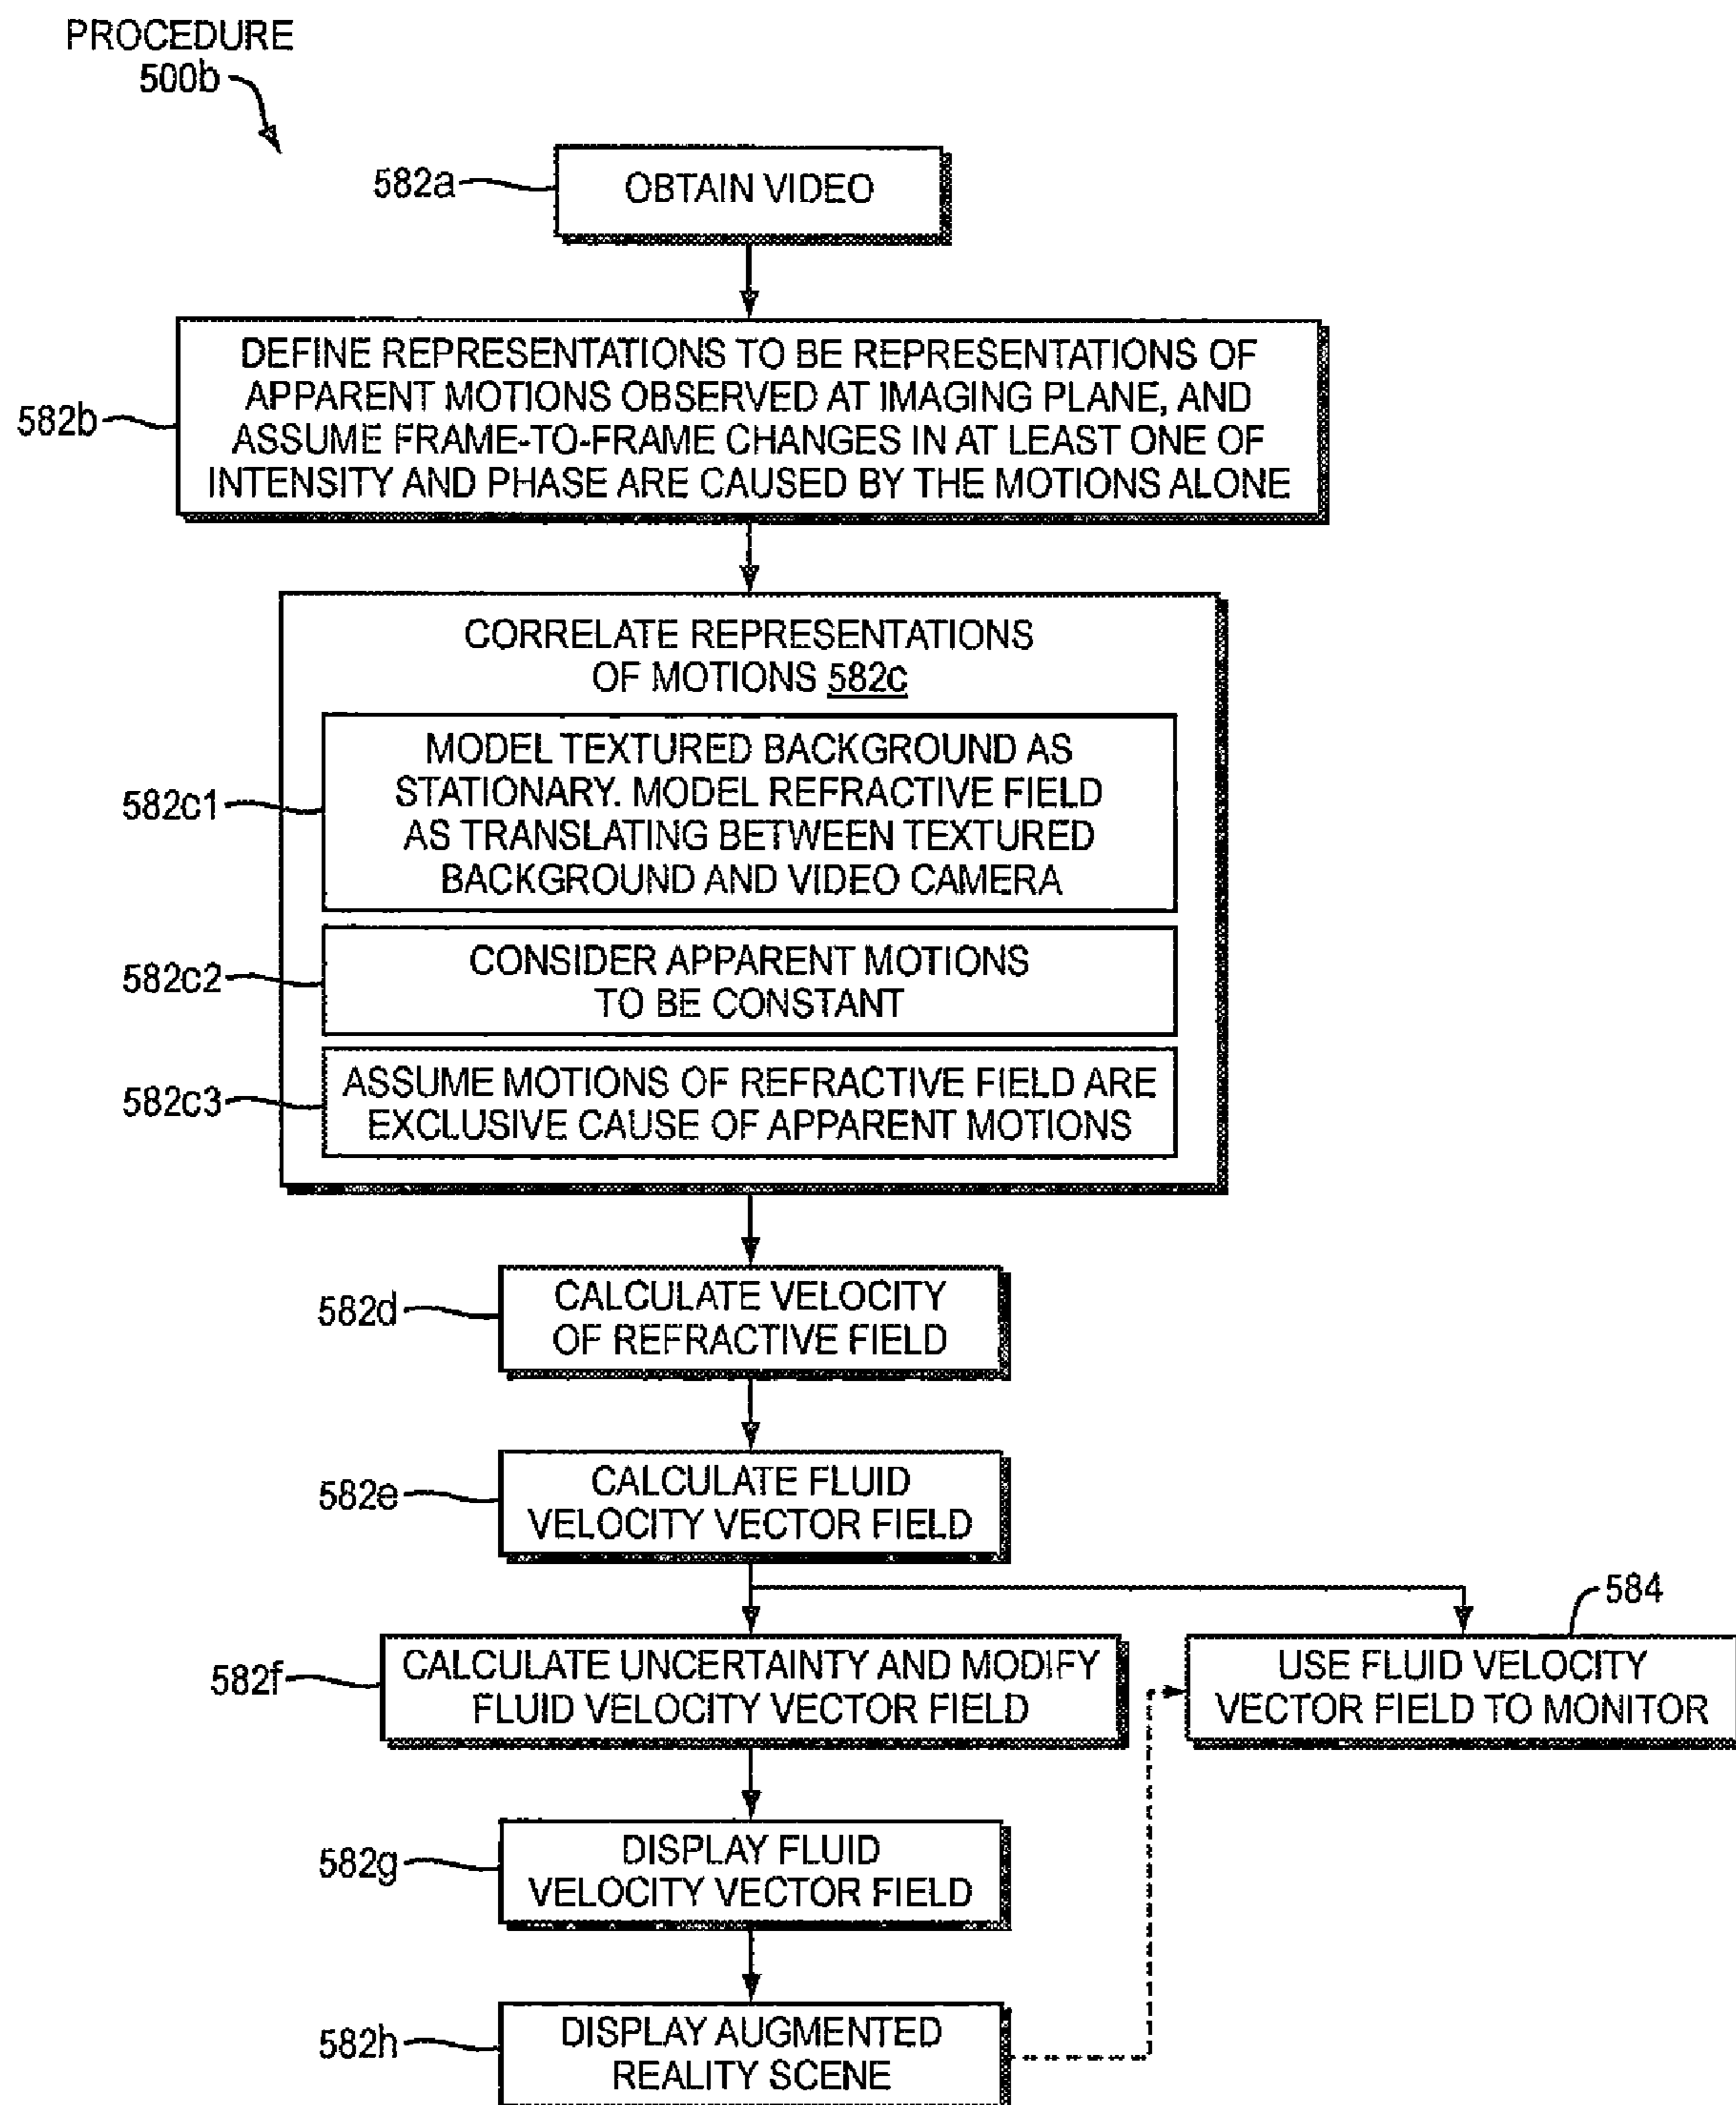 PROCEDURE
500b
582a
OBTAIN VIDEO
582b
DEFINE REPRESENTATIONS TO BE REPRESENTATIONS OF
APPARENT MOTIONS OBSERVED AT IMAGING PLANE, AND
ASSUME FRAME-TO-FRAME CHANGES IN AT LEAST ONE OF
INTENSITY AND PHASE ARE CAUSED BY THE MOTIONS ALONE
CORRELATE REPRESENTATIONS
OF MOTIONS 582c
582c1
MODEL TEXTURED BACKGROUND AS
STATIONARY. MODEL REFRACTIVE FIELD
AS TRANSLATING BETWEEN TEXTURED
BACKGROUND AND VIDEO CAMERA
582c2
CONSIDER APPARENT MOTIONS
TO BE CONSTANT
582c3
ASSUME MOTIONS OF REFRACTIVE FIELD ARE
EXCLUSIVE CAUSE OF APPARENT MOTIONS
582d
CALCULATE VELOCITY
OF REFRACTIVE FIELD
582e
CALCULATE FLUID
VELOCITY VECTOR FIELD
582f
CALCULATE UNCERTAINTY AND MODIFY
FLUID VELOCITY VECTOR FIELD
584
USE FLUID VELOCITY
VECTOR FIELD TO MONITOR
582g
DISPLAY FLUID
VELOCITY VECTOR FIELD
582h
DISPLAY AUGMENTED
REALITY SCENE